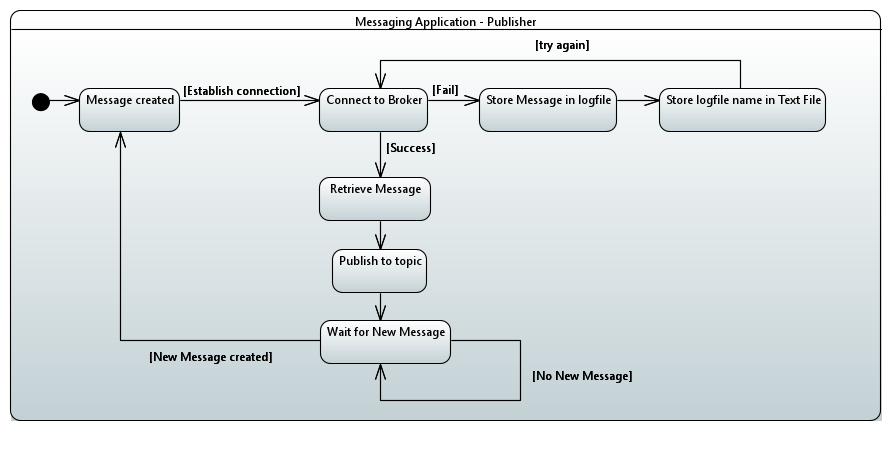 Messaging Application - Publisher
[try again]
Message created
[Establish connection]
Connect to Broker
[Fail]
Store Message in logfile
Store logfile name in Text File
[Success]
Retrieve Message
Publish to topic
Wait for New Message
[New Message created]
[No New Message]